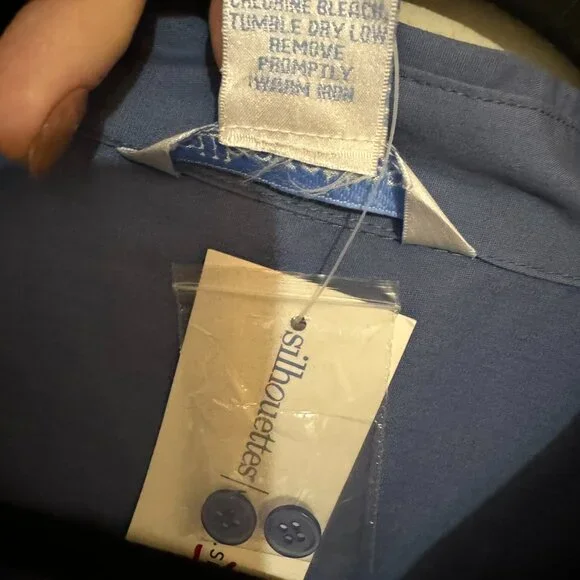 CHLORINE BLEACH,
TUMBLE DRY LOW
REMOVE
PROMPTLY
WARM IRON
silhouettes